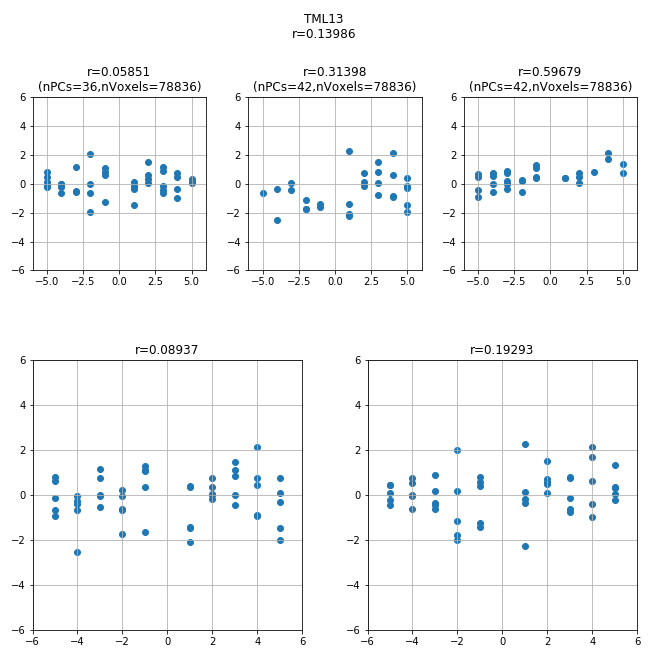 TML13
r=0.13986
r=0.05851
(nPCs=36,nVoxels=78836)
r=0.31398
(nPCs=42,nVoxels=78836)
r=0.59679
(nPCs=42,nVoxels=78836)
6
4
2
0
−2
−4
−6
−5.0 −2.5 0.0 2.5 5.0
6
4
2
0
−2
−4
−6
−5.0 −2.5 0.0 2.5 5.0
6
4
2
0
−2
−4
−6
−5.0 −2.5 0.0 2.5 5.0
r=0.08937
6
4
2
0
−2
−4
−6
−6 −4 −2 0 2 4 6
r=0.19293
6
4
2
0
−2
−4
−6
−6 −4 −2 0 2 4 6